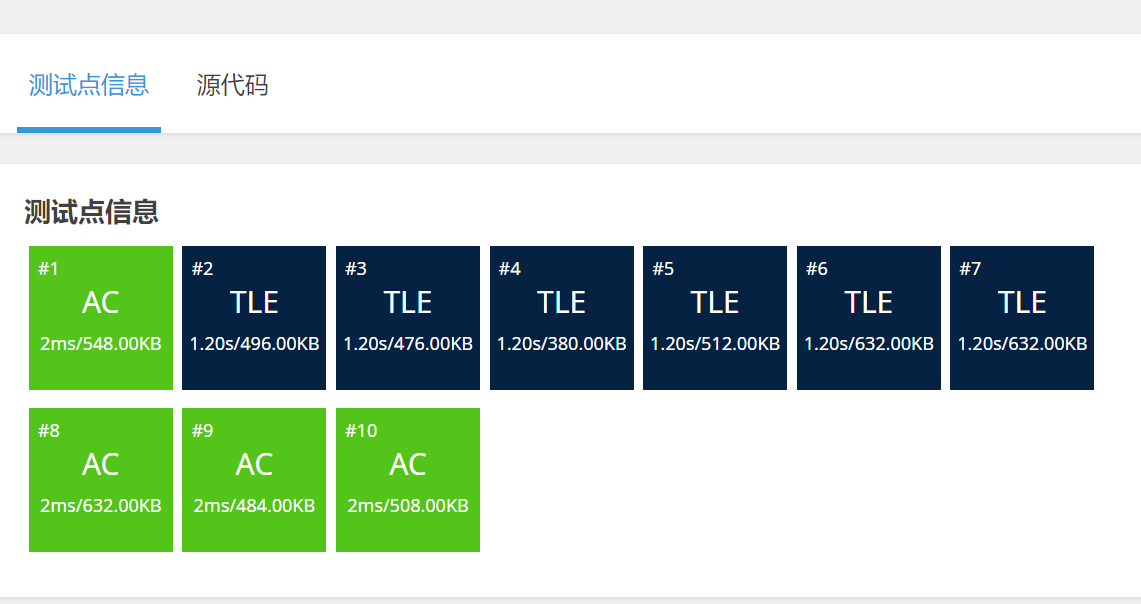 测试点信息 源代码
测试点信息
#1 #2 #3 #4 #5 #6 #7
AC TLE TLE TLE TLE TLE TLE
2ms/548.00KB 1.20s/496.00KB 1.20s/476.00KB 1.20s/380.00KB 1.20s/512.00KB 1.20s/632.00KB 1.20s/632.00KB
#8 #9 #10
AC AC AC
2ms/632.00KB 2ms/484.00KB 2ms/508.00KB